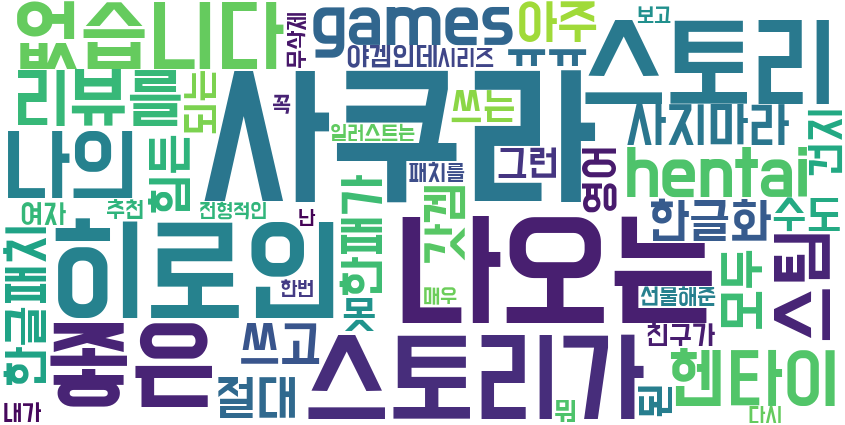 없습니다
games
아주
보고
무삭제
야겜인데
시리즈
ㅠㅠ
스토리
리뷰를
되는
사쿠라
꼭
쓰는
사지마라
나의
힘든
일러스트는
그런
영어
hentai
건지
패치를
여자
추천
전형적인
난
한패가
갓겜
한글화
수도
한글패치
히로인
나오는
한번
매우
선물해준
모두
스팀
못
좋은
쓰고
스토리가
친구가
헨타이
절대
된
내가
뭐
다시